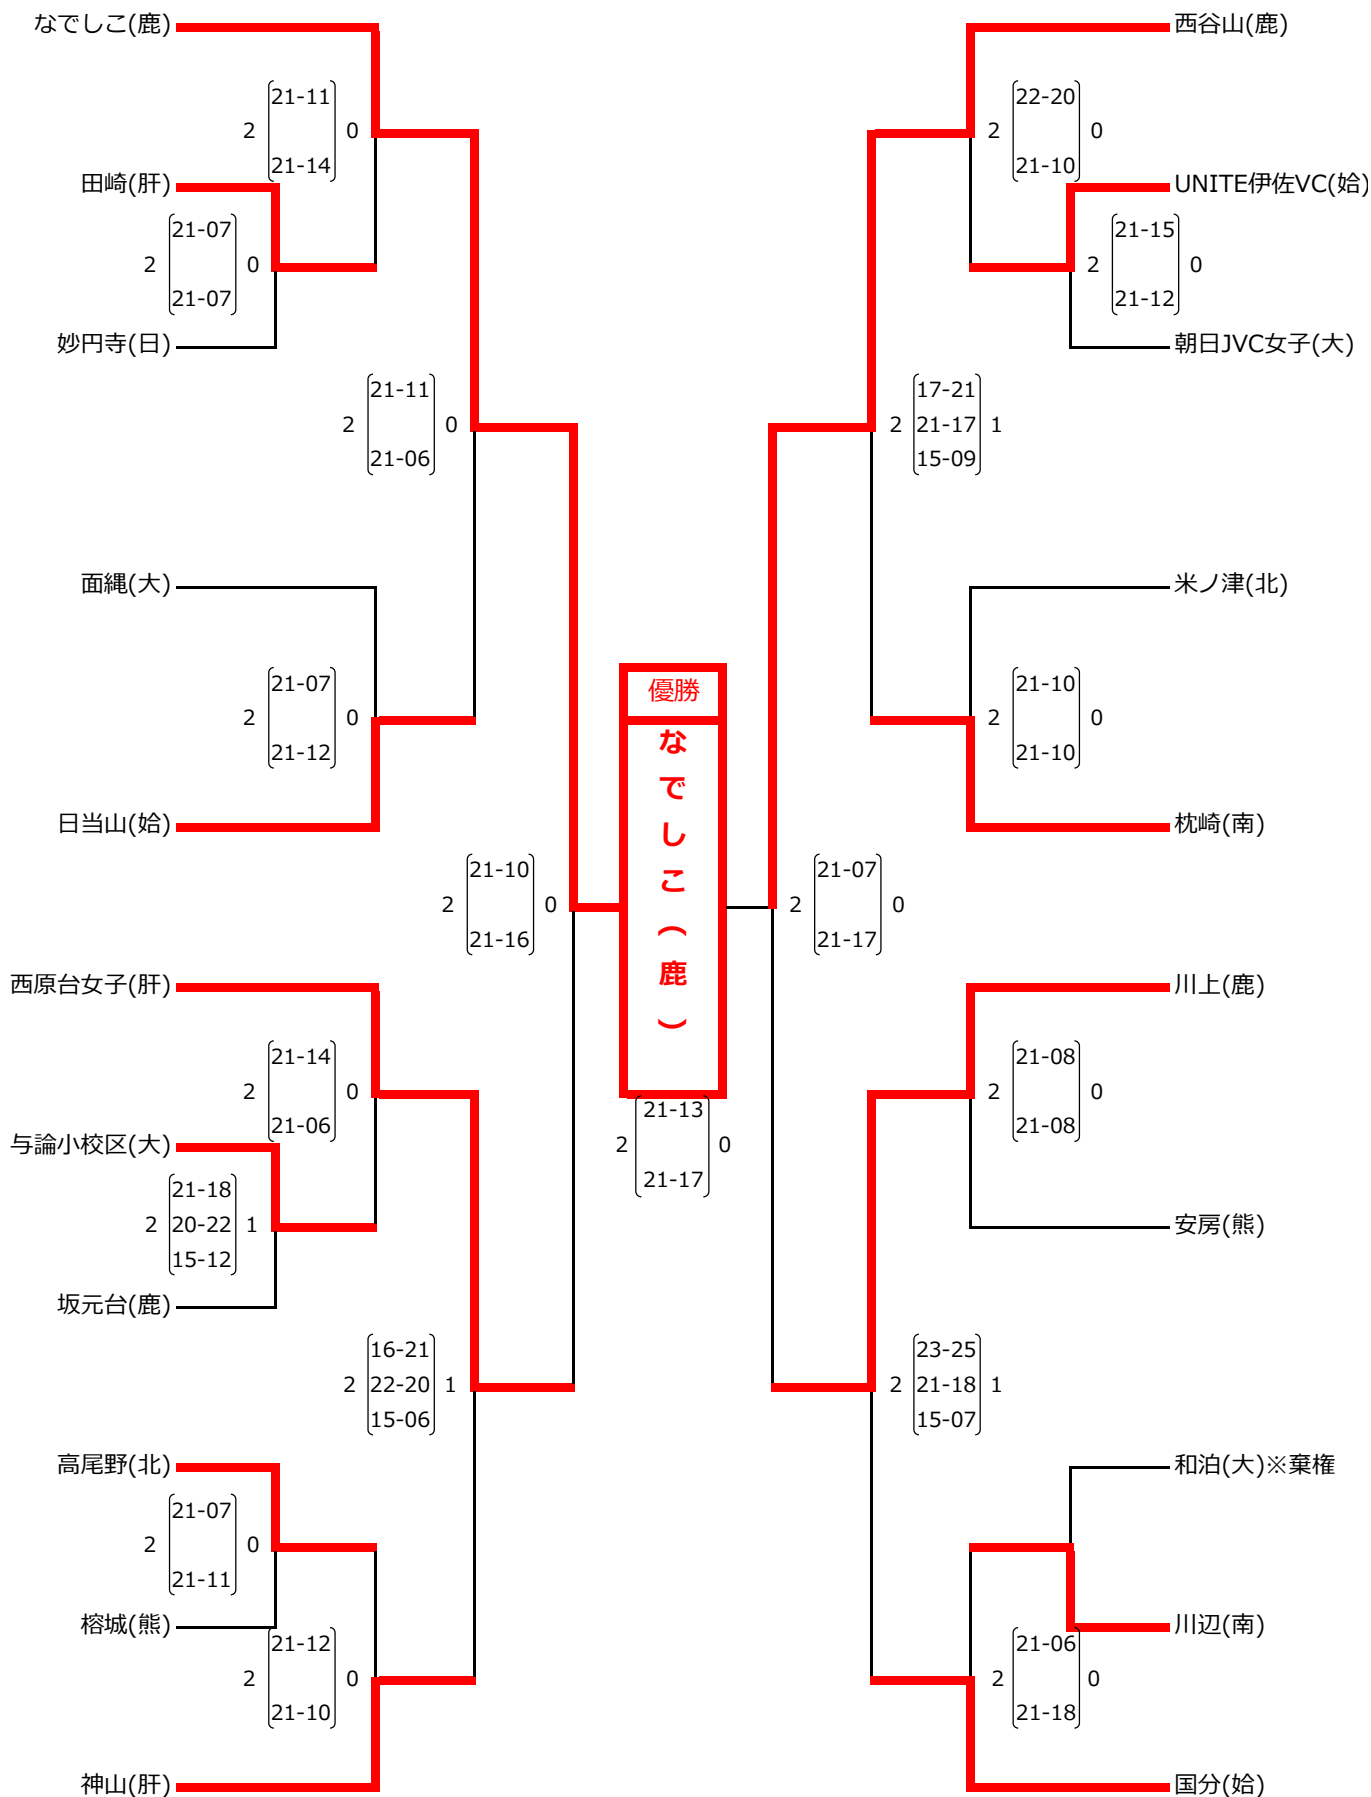 なでしこ(鹿)
21-11
2 0
21-14
田崎(肝)
21-07
2 0
21-07
妙円寺(日)
21-11
2 0
21-06
面縄(大)
21-07
2 0
21-12
日当山(姶)
21-10
2 0
21-16
西原台女子(肝)
21-14
2 0
21-06
与論小校区(大)
21-18
2 20-22 1
15-12
坂元台(鹿)
16-21
2 22-20 1
15-06
高尾野(北)
21-07
2 0
21-11
榕城(熊)
21-12
2 0
21-10
神山(肝)
優勝
なでしこ(鹿)
21-13
2 0
21-17
西谷山(鹿)
22-20
2 0
21-10
UNITE伊佐VC(姶)
21-15
2 0
21-12
朝日JVC女子(大)
17-21
2 21-17 1
15-09
米ノ津(北)
21-10
2 0
21-10
枕崎(南)
21-07
2 0
21-17
川上(鹿)
21-08
2 0
21-08
安房(熊)
23-25
2 21-18 1
15-07
和泊(大)※棄権
川辺(南)
21-06
2 0
21-18
国分(姶)